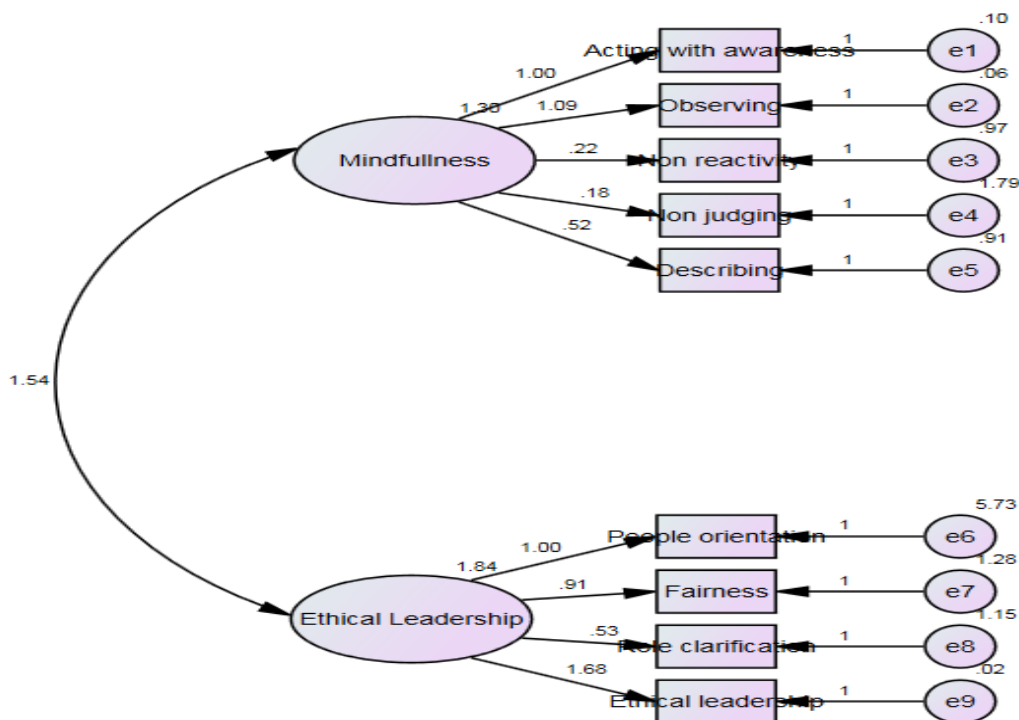 .10
Acting with awareness 1 e1
1.00
.06
1.30 1.09 Observing 1 e2
.97
Mindfullness .22 Non reactivity 1 e3
1.79
.18 Non judging 1 e4
.91
.52 Describing 1 e5
1.54
5.73
People orientation 1 e6
1.00
1.28
1.84 .91 Fairness 1 e7
1.15
Ethical Leadership .53 Role clarification 1 e8
.02
1.68 Ethical leadership 1 e9